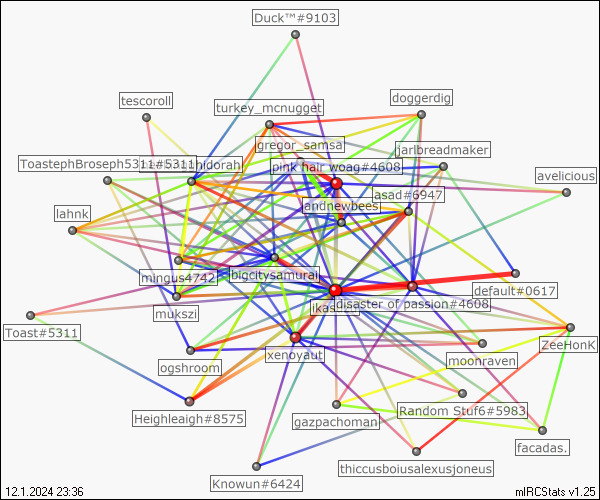 Duck™#9103
tescoroll
turkey_mcnugget
doggerdig
gregor_samsa
jarlbreadmaker
ToastephBroseph5311#5311
hidorah
pink hair woag#4608
avelicious
asad#6947
lahnk
andnewbees
mingus4742
bigcitysamurai
default#0617
disaster of passion#4608
mukszi
Toast#5311
ZeeHonK
xenoyaut
ogshroom
moonraven
Heighleigh#8575
gazpachoman
Random Stuf6#5983
facadas.
thiccusboiusalexusjoneus
Knowun#6424
12.1.2024 23:36
mIRCStats v1.25